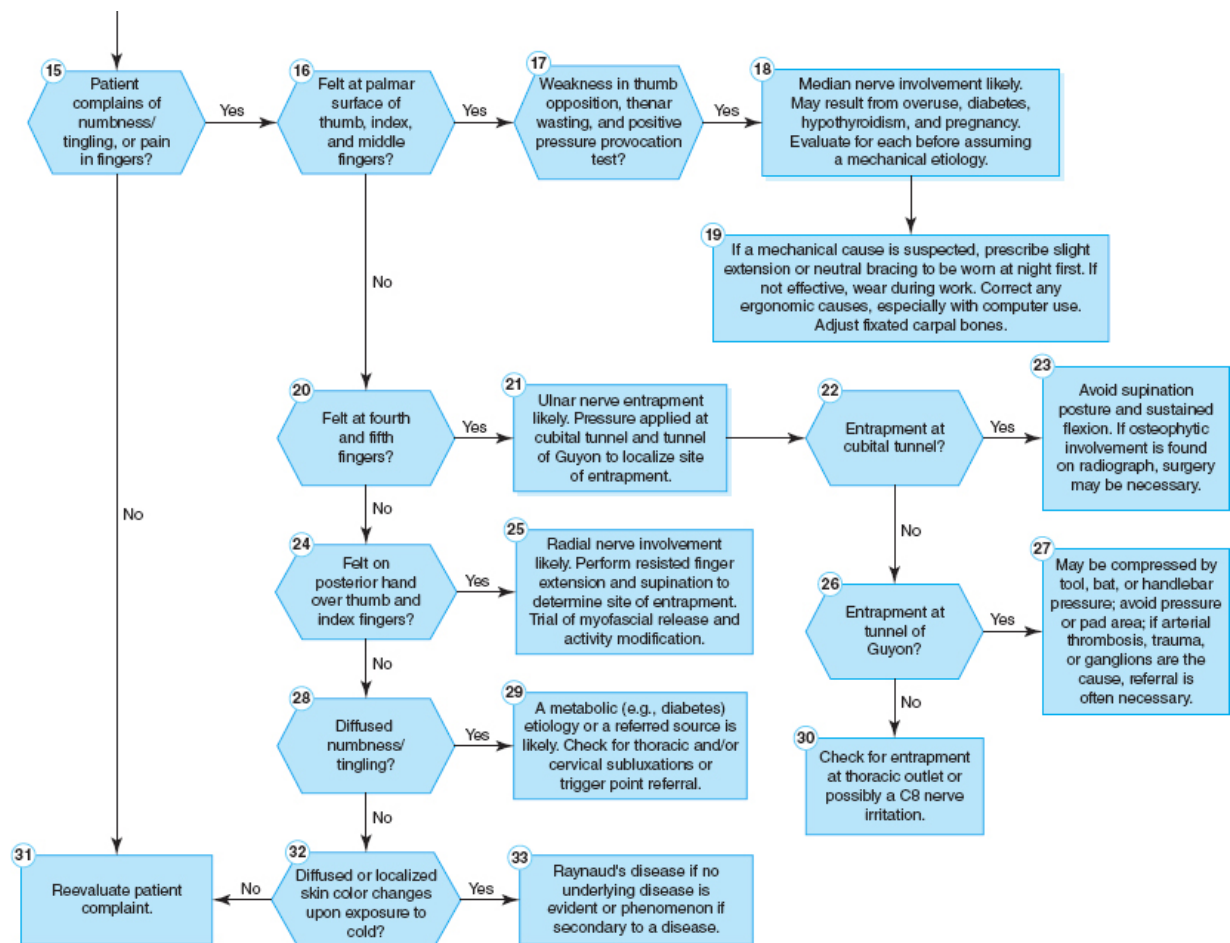 15
Patient
complains of
numbness/
tingling, or pain
in fingers?
Yes
16
Felt at palmar
surface of
thumb, index,
and middle
fingers?
Yes
17
Weakness in thumb
opposition, thenar
wasting, and positive
pressure provocation
test?
Yes
18
Median nerve involvement likely.
May result from overuse, diabetes,
hypothyroidism, and pregnancy.
Evaluate for each before assuming
a mechanical etiology.
19
If a mechanical cause is suspected, prescribe slight
extension or neutral bracing to be worn at night first. If
not effective, wear during work. Correct any
ergonomic causes, especially with computer use.
Adjust fixated carpal bones.
No
No
20
Felt at fourth
and fifth
fingers?
Yes
21
Ulnar nerve entrapment
likely. Pressure applied at
cubital tunnel and tunnel
of Guyon to localize site
of entrapment.
22
Entrapment at
cubital tunnel?
Yes
23
Avoid supination
posture and sustained
flexion. If osteophytic
involvement is found
on radiograph, surgery
may be necessary.
No
No
24
Felt on
posterior hand
over thumb and
index fingers?
Yes
25
Radial nerve involvement
likely. Perform resisted finger
extension and supination to
determine site of entrapment.
Trial of myofascial release and
activity modification.
26
Entrapment at
tunnel of
Guyon?
Yes
27
May be compressed by
tool, bat, or handlebar
pressure; avoid pressure
or pad area; if arterial
thrombosis, trauma,
or ganglions are the
cause, referral is
often necessary.
No
No
28
Diffused
numbness/
tingling?
Yes
29
A metabolic (e.g., diabetes)
etiology or a referred source is
likely. Check for thoracic and/or
cervical subluxations or
trigger point referral.
30
Check for entrapment
at thoracic outlet or
possibly a C8 nerve
irritation.
No
31
Reevaluate patient
complaint.
No
32
Diffused or localized
skin color changes
upon exposure to
cold?
Yes
33
Raynaud's disease if no
underlying disease is
evident or phenomenon if
secondary to a disease.